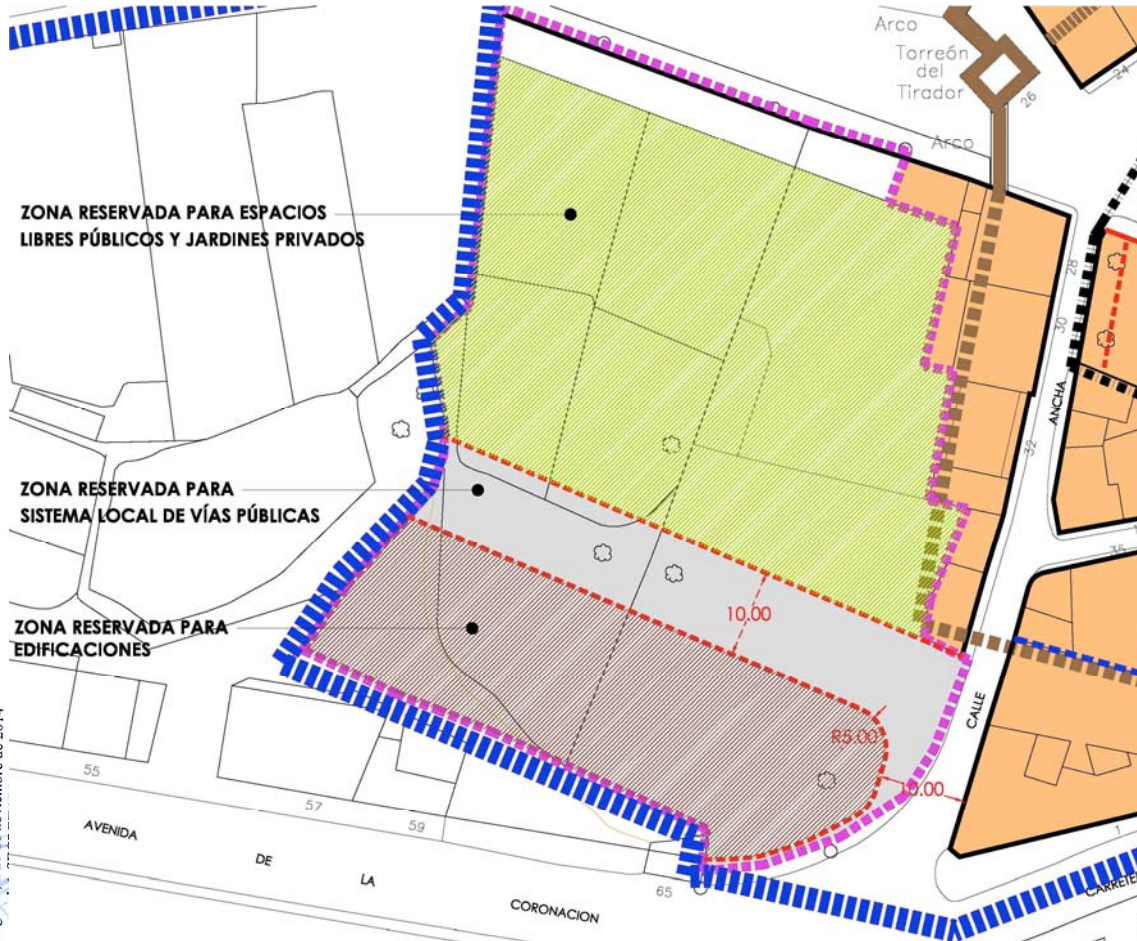 Arco
Torreón
del
Tirador
26
24
Arco
ZONA RESERVADA PARA ESPACIOS
LIBRES PÚBLICOS Y JARDINES PRIVADOS
28
30
ANCHA
32
ZONA RESERVADA PARA
SISTEMA LOCAL DE VÍAS PÚBLICAS
35
10.00
ZONA RESERVADA PARA
EDIFICACIONES
CALLE
R5.00
10.00
55
57
59
65
1
AVENIDA
DE
LA
CORONACION
CARRETE